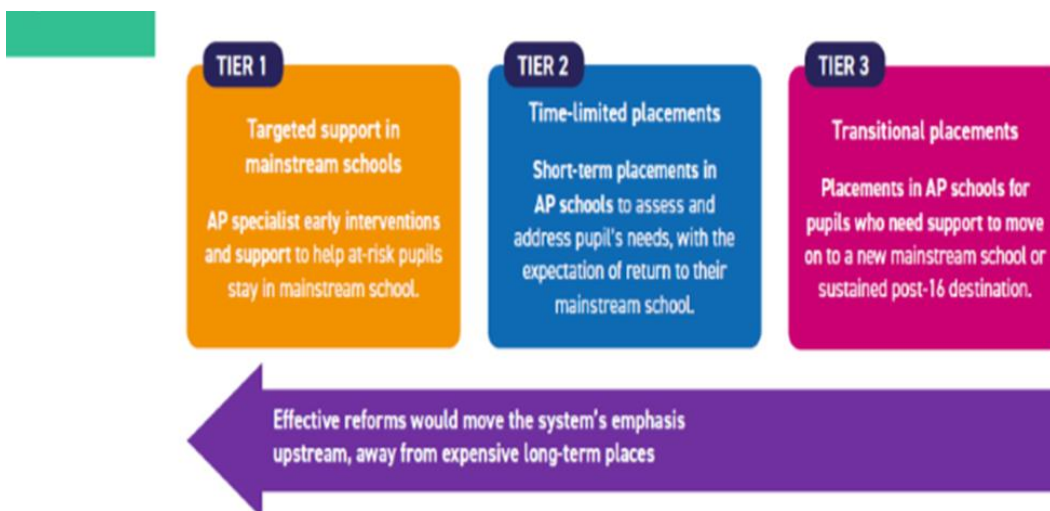 TIER 1
Targeted support in
mainstream schools
AP specialist early interventions
and support to help at-risk pupils
stay in mainstream school.
TIER 2
Time-limited placements
Short-term placements in
AP schools to assess and
address pupil's needs, with the
expectation of return to their
mainstream school.
TIER 3
Transitional placements
Placements in AP schools for
pupils who need support to move
on to a new mainstream school or
sustained post-16 destination.
Effective reforms would move the system's emphasis
upstream, away from expensive long-term places